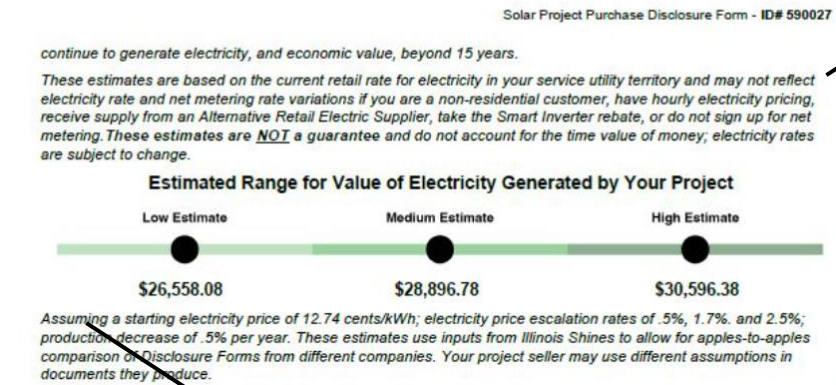 Solar Project Purchase Disclosure Form - ID# 590027
continue to generate electricity, and economic value, beyond 15 years.
These estimates are based on the current retail rate for electricity in your service utility territory and may not reflect
electricity rate and net metering rate variations if you are a non-residential customer, have hourly electricity pricing,
receive supply from an Alternative Retail Electric Supplier, take the Smart Inverter rebate, or do not sign up for net
metering. These estimates are NOT a guarantee and do not account for the time value of money; electricity rates
are subject to change.
Estimated Range for Value of Electricity Generated by Your Project
Low Estimate Medium Estimate High Estimate
$26,558.08 $28,896.78 $30,596.38
Assuming a starting electricity price of 12.74 cents/kWh; electricity price escalation rates of .5%, 1.7%. and 2.5%;
production decrease of .5% per year. These estimates use inputs from Illinois Shines to allow for apples-to-apples
comparison of Disclosure Forms from different companies. Your project seller may use different assumptions in
documents they produce.